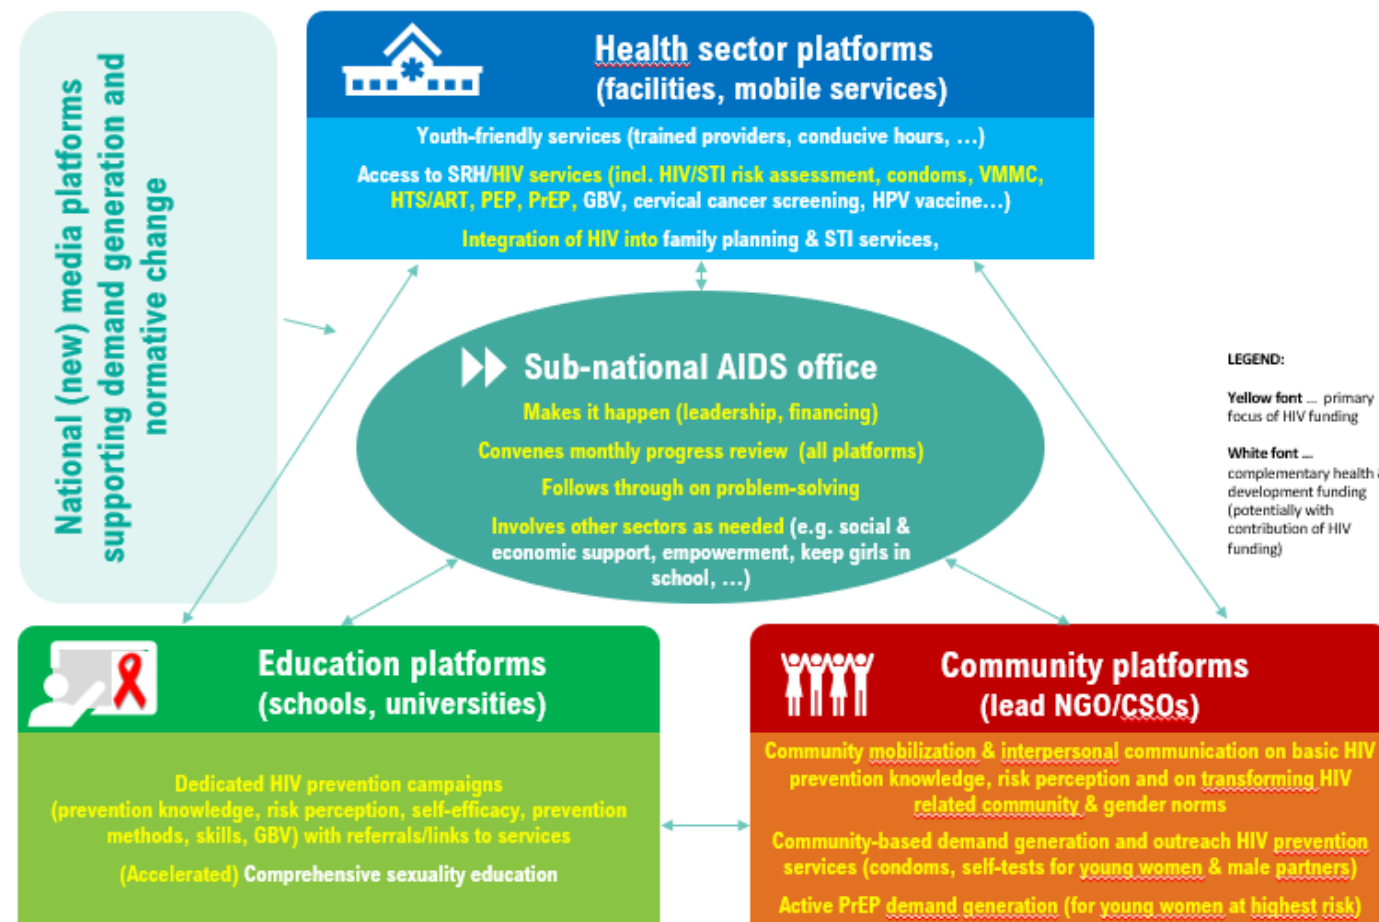 National (new) media platforms
supporting demand generation and
normative change
Health sector platforms
(facilities, mobile services)
Youth-friendly services (trained providers, conducive hours, …)
Access to SRH/HIV services (incl. HIV/STI risk assessment, condoms, VMMC,
HTS/ART, PEP, PrEP, GBV, cervical cancer screening, HPV vaccine…)
Integration of HIV into family planning & STI services,
Sub-national AIDS office
Makes it happen (leadership, financing)
Convenes monthly progress review (all platforms)
Follows through on problem-solving
Involves other sectors as needed (e.g. social &
economic support, empowerment, keep girls in
school, …)
LEGEND:
Yellow font … primary
focus of HIV funding
White font …
complementary health &
development funding
(potentially with
contribution of HIV
funding)
Education platforms
(schools, universities)
Dedicated HIV prevention campaigns
(prevention knowledge, risk perception, self-efficacy, prevention
methods, skills, GBV) with referrals/links to services
(Accelerated) Comprehensive sexuality education
Community platforms
(lead NGO/CSOs)
Community mobilization & interpersonal communication on basic HIV
prevention knowledge, risk perception and on transforming HIV
related community & gender norms
Community-based demand generation and outreach HIV prevention
services (condoms, self-tests for young women & male partners)
Active PrEP demand generation (for young women at highest risk)